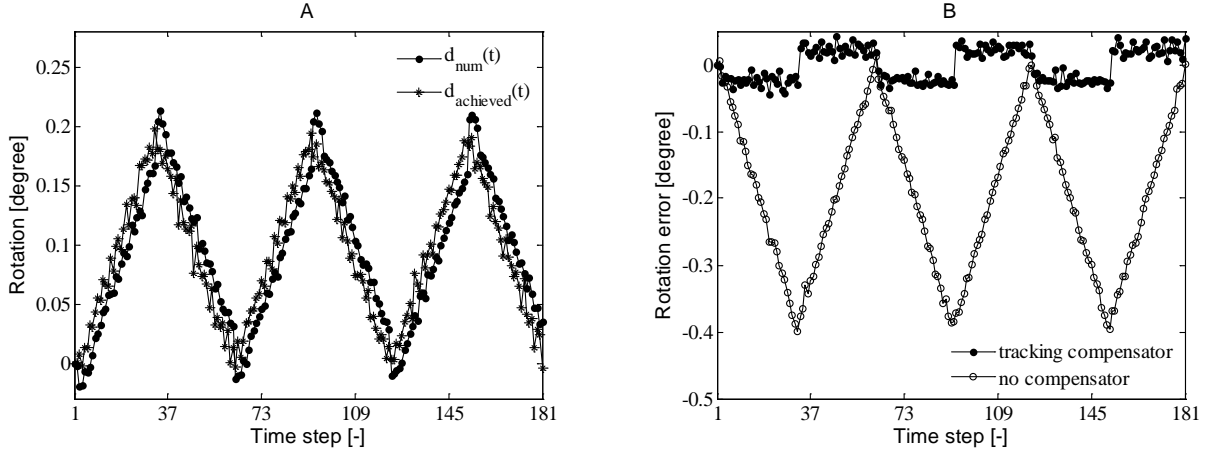 A
0.25
0.2
0.15
0.1
0.05
0
1
37
73
109
145
181
Rotation [degree]
Time step [-]
d_num(t)
d_achieved(t)
B
0
-0.1
-0.2
-0.3
-0.4
-0.5
1
37
73
109
145
181
Rotation error [degree]
Time step [-]
tracking compensator
no compensator